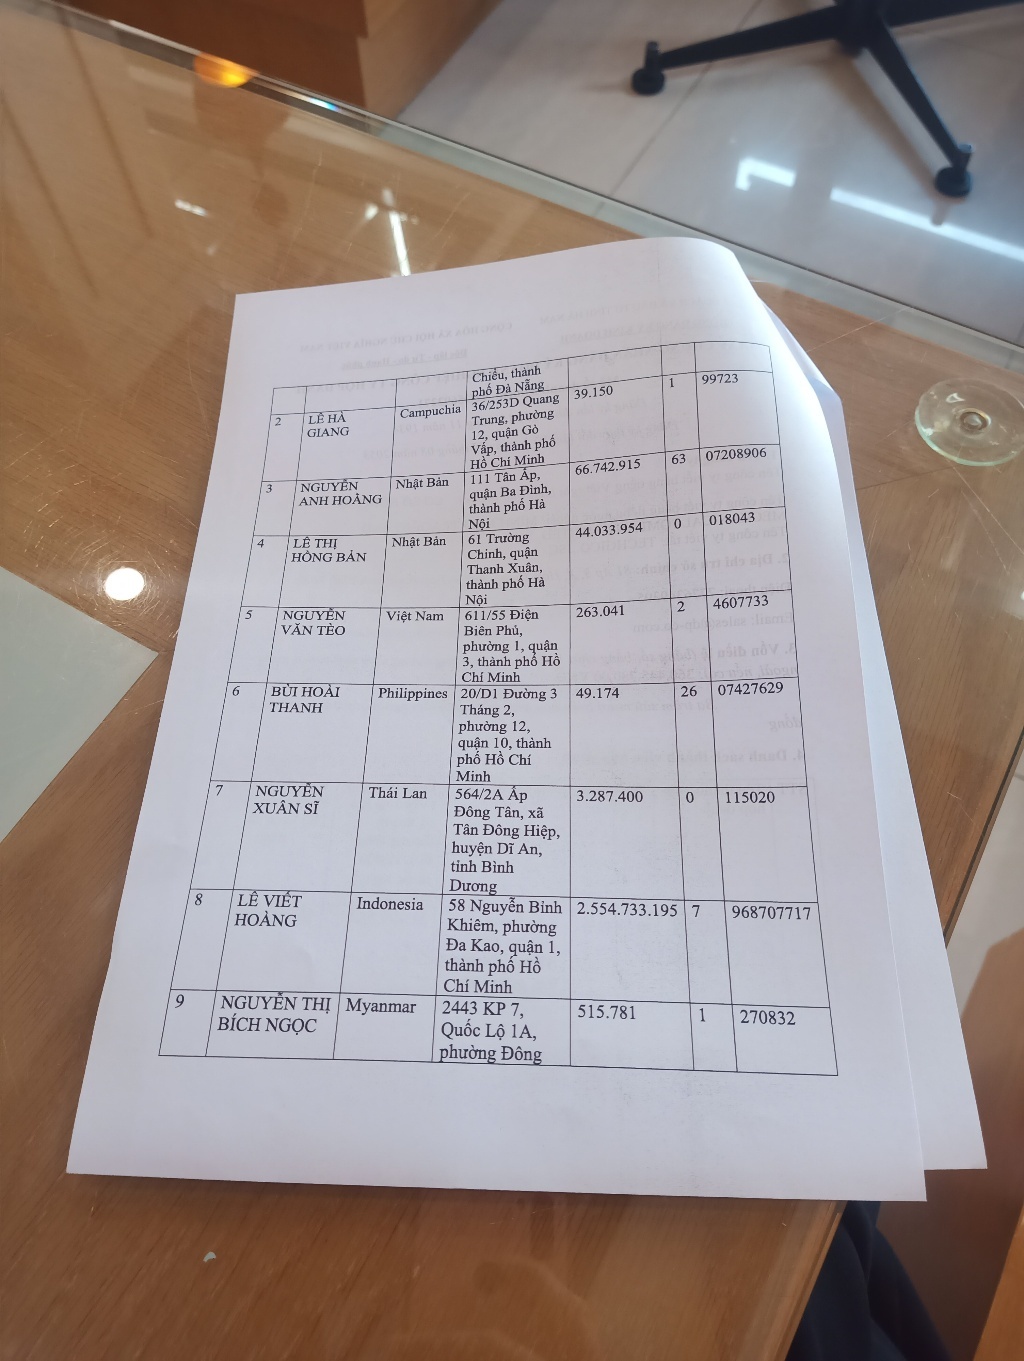 Chiểu, thành
phố Đà Nẵng
2 LÊ HÀ GIANG Campuchia 36/253D Quang 39.150 1 99723
Trung, phường
12, quận Gò
Vấp, thành phố
Hồ Chí Minh
3 NGUYỄN ANH HOÀNG Nhật Bản 111 Tân Ấp, 66.742.915 63 07208906
quận Ba Đình,
thành phố Hà
Nội
4 LÊ THỊ HỒNG BẢN Nhật Bản 61 Trường 44.033.954 0 018043
Chinh, quận
Thanh Xuân,
thành phố Hà
Nội
5 NGUYỄN VĂN TÈO Việt Nam 611/55 Điện 263.041 2 4607733
Biên Phủ,
phường 1, quận
3, thành phố Hồ
Chí Minh
6 BÙI HOÀI THANH Philippines 20/D1 Đường 3 49.174 26 07427629
Tháng 2,
phường 12,
quận 10, thành
phố Hồ Chí
Minh
7 NGUYỄN XUÂN SĨ Thái Lan 564/2A Ấp 3.287.400 0 115020
Đông Tân, xã
Tân Đông Hiệp,
huyện Dĩ An,
tỉnh Bình
Dương
8 LÊ VIẾT HOÀNG Indonesia 58 Nguyễn Bỉnh 2.554.733.195 7 968707717
Khiêm, phường
Đa Kao, quận 1,
thành phố Hồ
Chí Minh
9 NGUYỄN THỊ BÍCH NGỌC Myanmar 2443 KP 7, 515.781 1 270832
Quốc Lộ 1A,
phường Đông